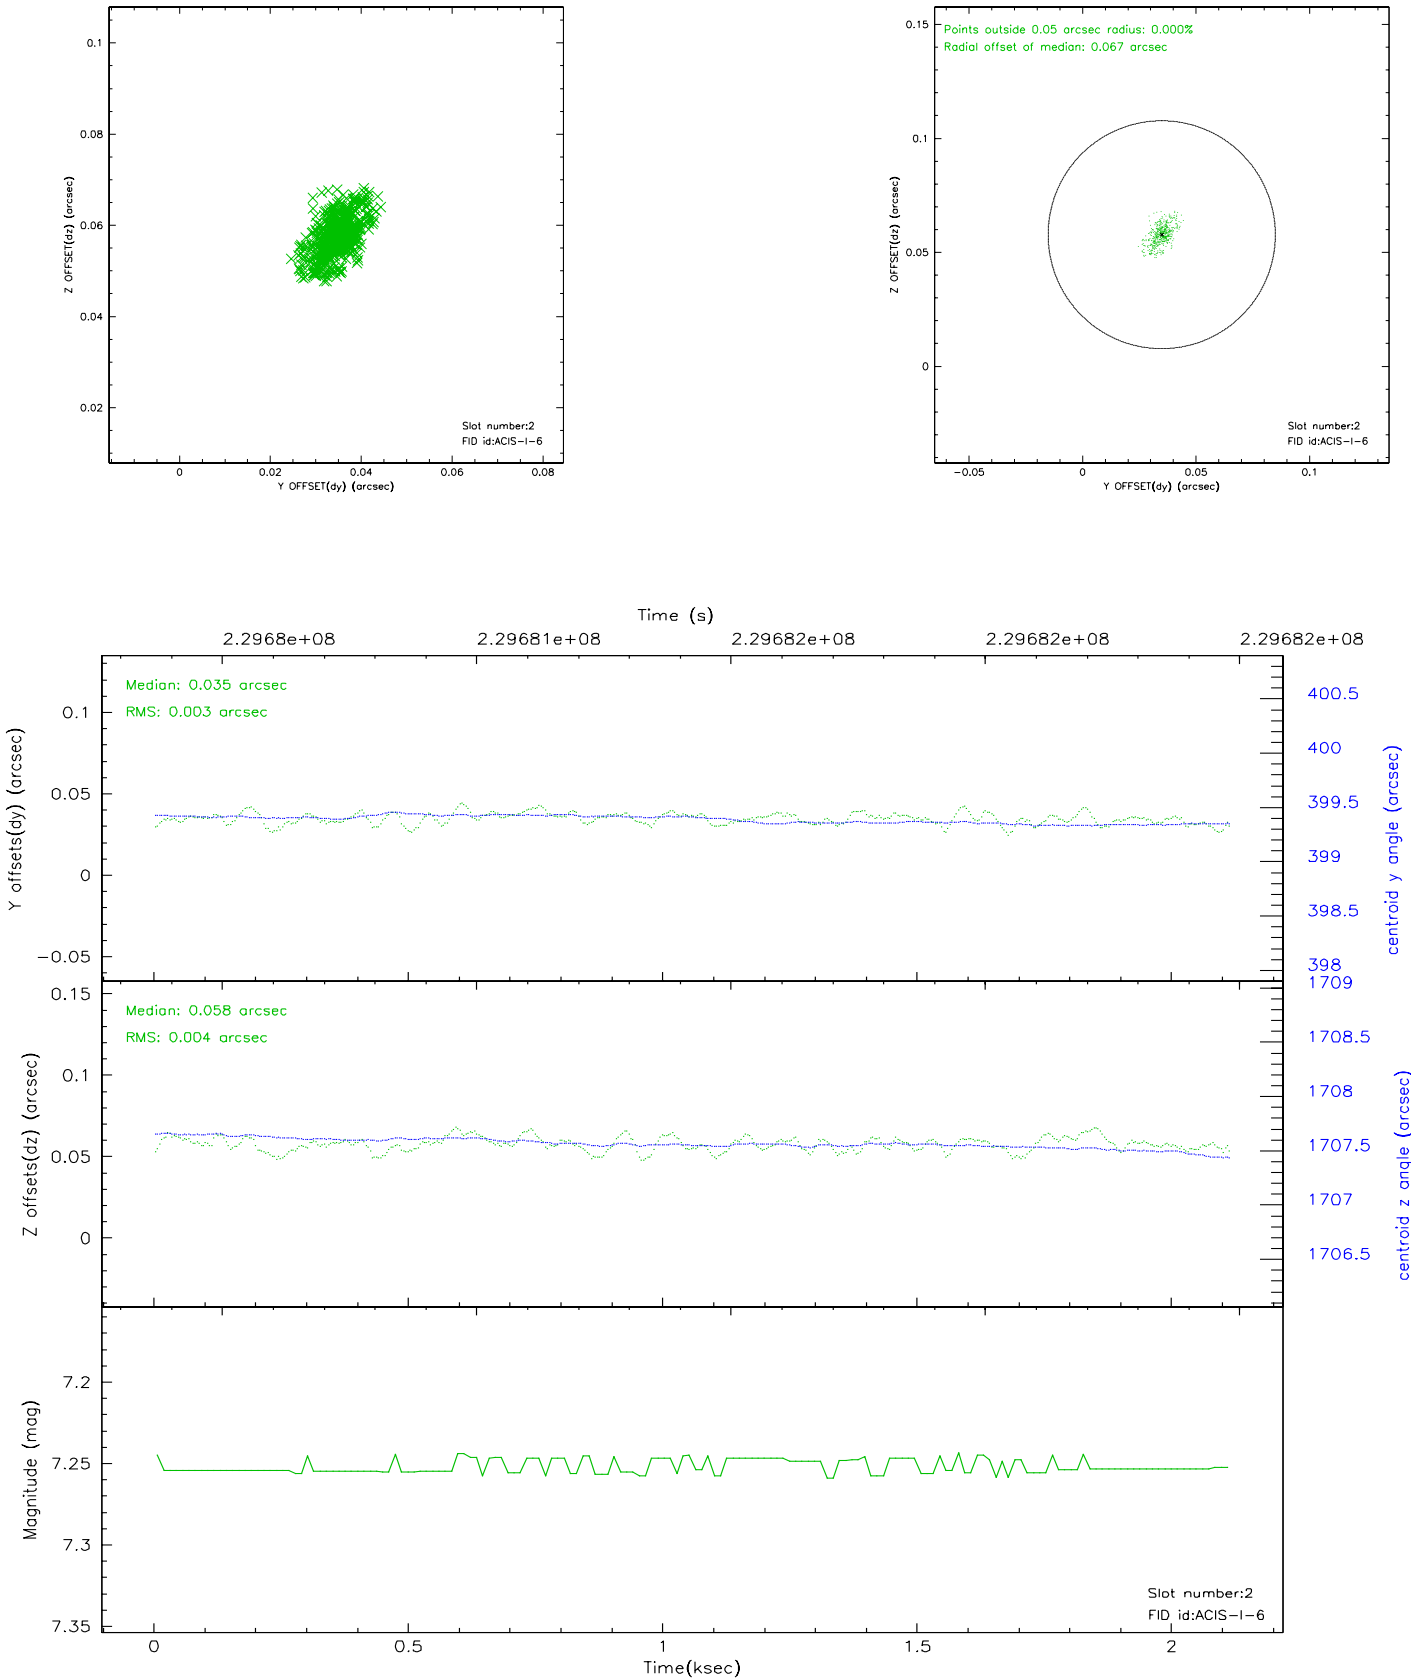 0.1
0.08
0.06
0.04
0.02
Z OFFSET(dz) (arcsec)
0
0.02
0.04
0.06
0.08
Y OFFSET(dy) (arcsec)
Slot number:2
FID id:ACIS-I-6
Points outside 0.05 arcsec radius: 0.000%
Radial offset of median: 0.067 arcsec
0.15
0.1
0.05
0
Z OFFSET(dz) (arcsec)
-0.05
0
0.05
0.1
Y OFFSET(dy) (arcsec)
Slot number:2
FID id:ACIS-I-6
Time (s)
2.2968e+08
2.29681e+08
2.29682e+08
2.29682e+08
2.29682e+08
Median: 0.035 arcsec
RMS: 0.003 arcsec
0.1
0.05
0
-0.05
Y offsets(dy) (arcsec)
400.5
400
399.5
399
398.5
398
centroid y angle (arcsec)
Median: 0.058 arcsec
RMS: 0.004 arcsec
0.15
0.1
0.05
0
Z offsets(dz) (arcsec)
1709
1708.5
1708
1707.5
1707
1706.5
centroid z angle (arcsec)
7.2
7.25
7.3
7.35
Magnitude (mag)
Slot number:2
FID id:ACIS-I-6
0
0.5
1
1.5
2
Time(ksec)